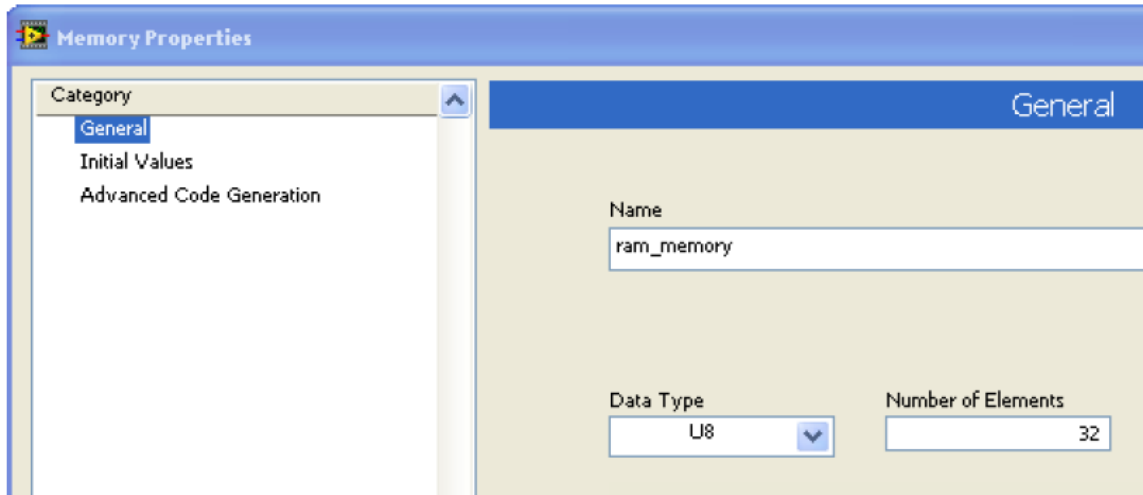 Memory Properties
Category
General
Initial Values
Advanced Code Generation
General
Name
ram_memory
Data Type
U8
Number of Elements
32